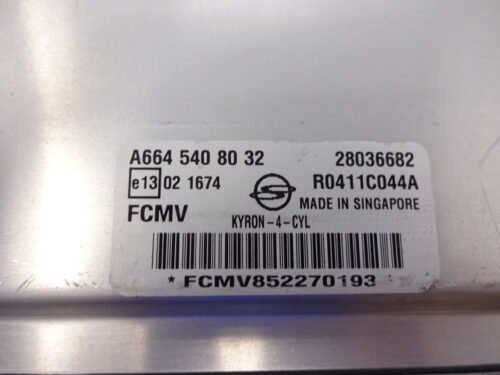 A664 540 80 32 28036682
e13 02 1674 R0411C044A
FCMV MADE IN SINGAPORE
KYRON-4-CYL
* FCMV852270193